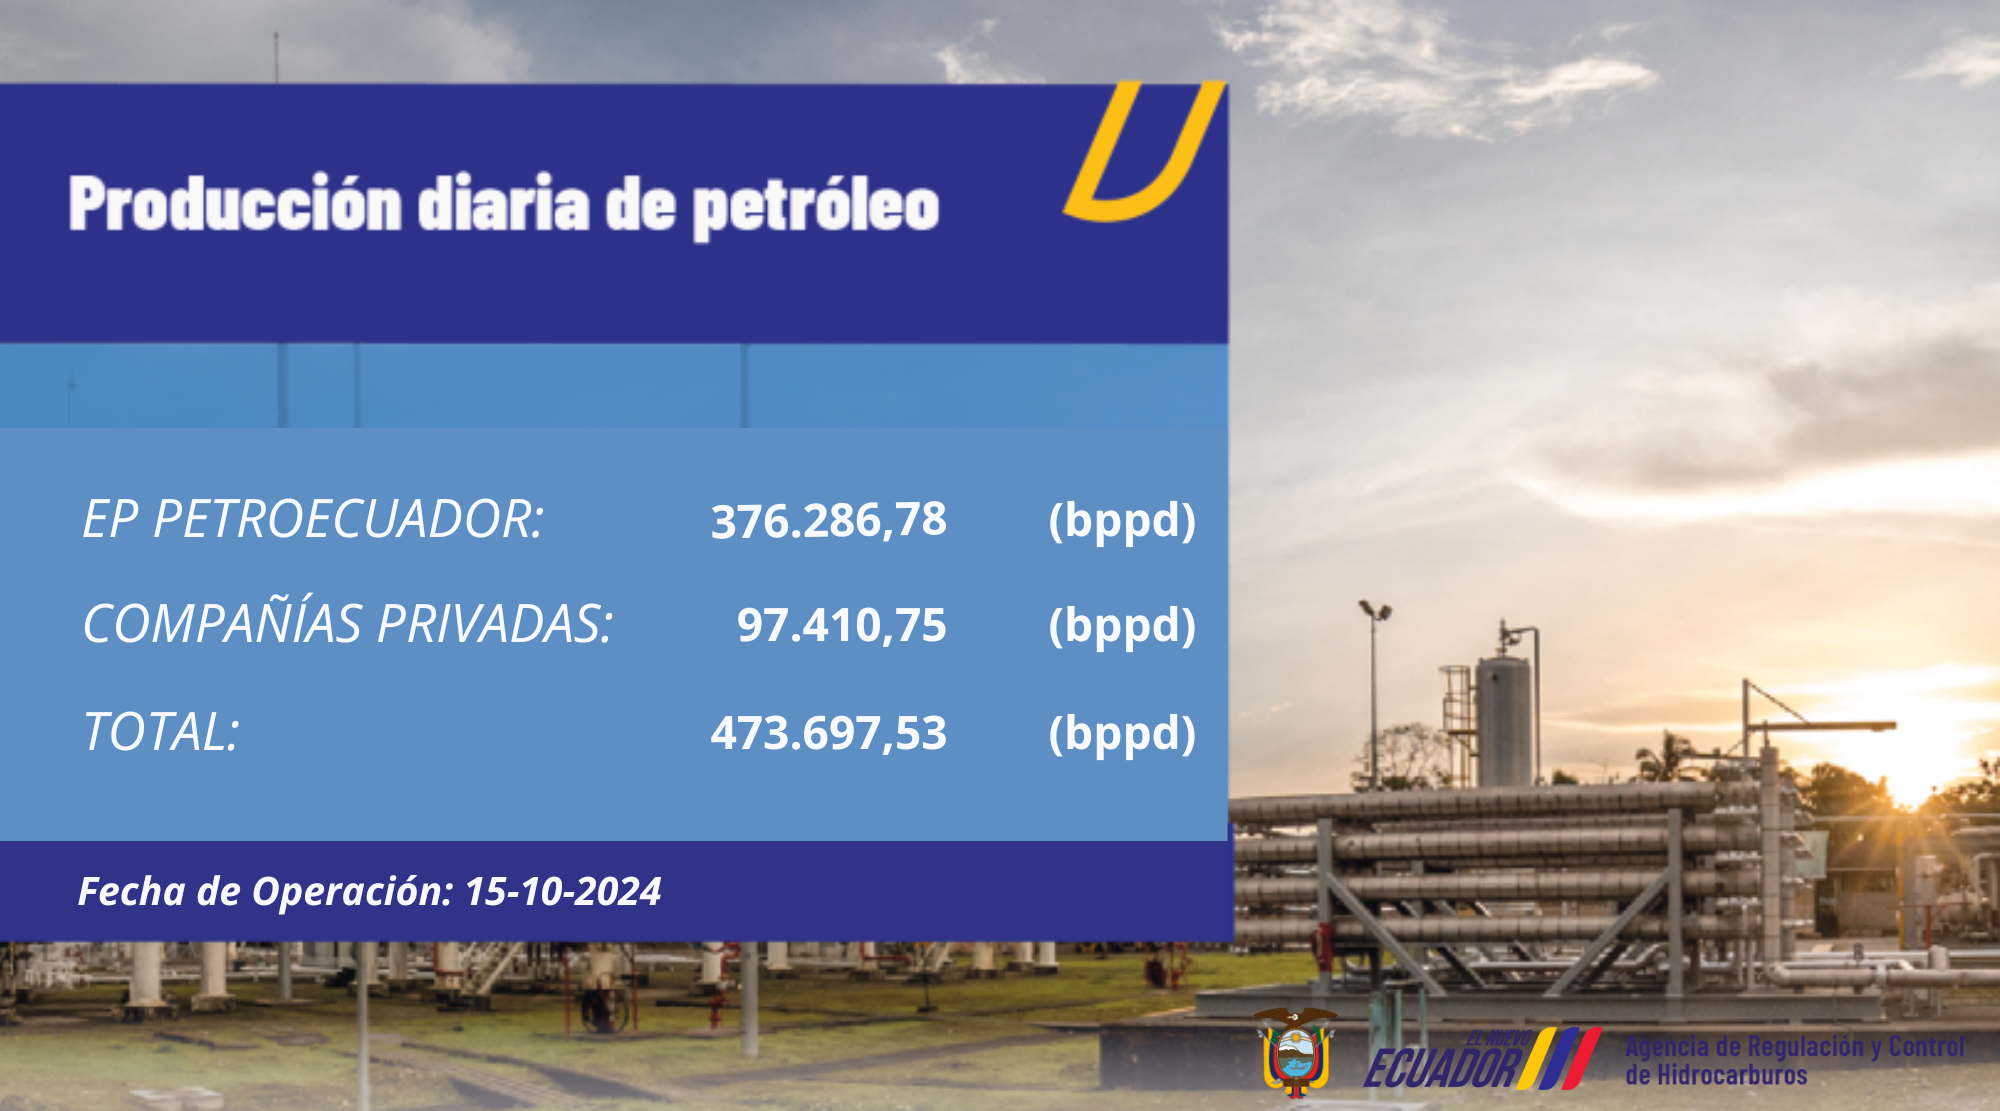 Producción diaria de petróleo
EP PETROECUADOR: 376.286,78 (bppd)
COMPAÑÍAS PRIVADAS: 97.410,75 (bppd)
TOTAL: 473.697,53 (bppd)
Fecha de Operación: 15-10-2024
EL NUEVO
ECUADOR
Agencia de Regulación y Control
de Hidrocarburos